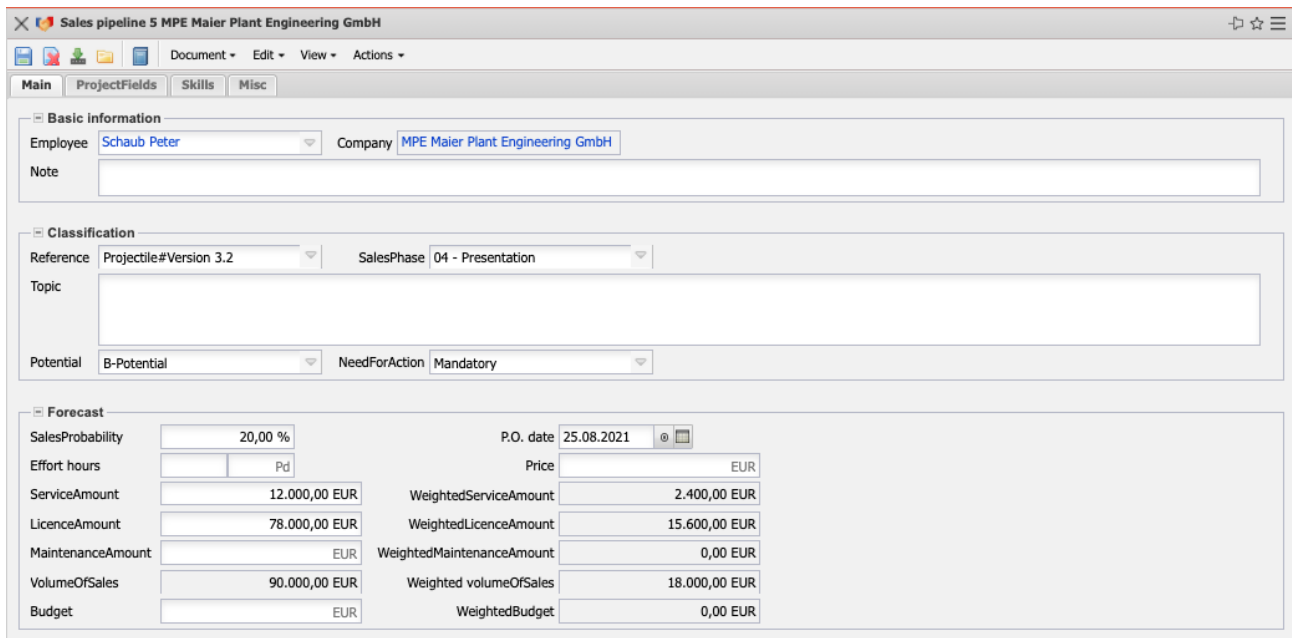 Sales pipeline 5 MPE Maier Plant Engineering GmbH
Document Edit View Actions
Main ProjectFields Skills Misc
Basic information
Employee Schaub Peter Company MPE Maier Plant Engineering GmbH
Note
Classification
Reference Projectile#Version 3.2 SalesPhase 04 - Presentation
Topic
Potential B-Potential NeedForAction Mandatory
Forecast
SalesProbability 20,00 % P.O. date 25.08.2021
Effort hours Pd Price EUR
ServiceAmount 12.000,00 EUR WeightedServiceAmount 2.400,00 EUR
LicenceAmount 78.000,00 EUR WeightedLicenceAmount 15.600,00 EUR
MaintenanceAmount EUR WeightedMaintenanceAmount 0,00 EUR
VolumeOfSales 90.000,00 EUR Weighted volumeOfSales 18.000,00 EUR
Budget EUR WeightedBudget 0,00 EUR